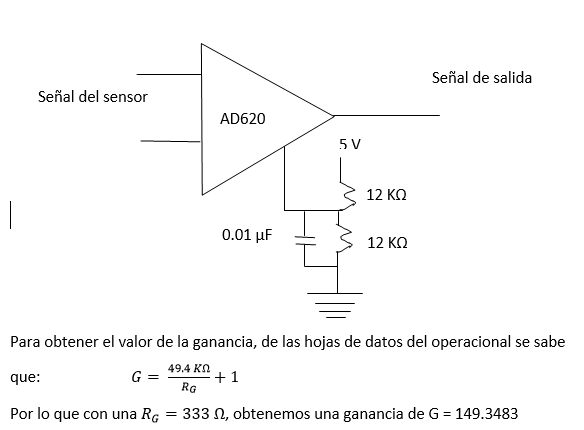 Señal de salida
Señal del sensor
AD620
5 V
12 KΩ
0.01 µF
12 KΩ
Para obtener el valor de la ganancia, de las hojas de datos del operacional se sabe
que: G = 49.4 KΩ / R_G + 1
Por lo que con una R_G = 333 Ω, obtenemos una ganancia de G = 149.3483